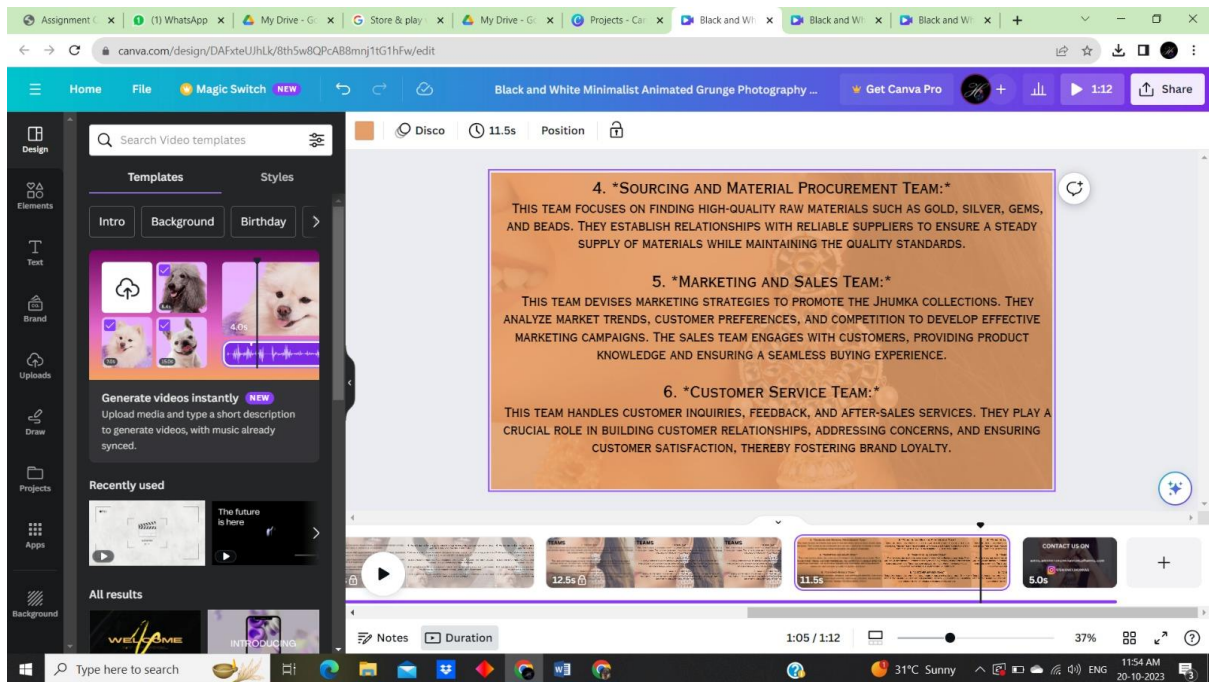 Assignment C
(1) WhatsApp
My Drive - Go
Store & play
My Drive - Go
Projects - Can
Black and Wh
Black and Wh
Black and Wh
canva.com/design/DAFxteUJhLk/8th5w8QPcAB8mnj1tG1hFw/edit
Home File Magic Switch NEW
Black and White Minimalist Animated Grunge Photography ...
Get Canva Pro
1:12
Share
Design
Elements
Text
Brand
Uploads
Draw
Projects
Apps
Background
Search Video templates
Templates Styles
Intro Background Birthday
5.4s
4.0s
Generate videos instantly NEW
Upload media and type a short description
to generate videos, with music already
synced.
Recently used
The future
is here
All results
WELCOME
INTRODUCING
Disco 11.5s Position
4. *Sourcing and Material Procurement Team:*
This team focuses on finding high-quality raw materials such as gold, silver, gems,
and beads. They establish relationships with reliable suppliers to ensure a steady
supply of materials while maintaining the quality standards.
5. *Marketing and Sales Team:*
This team devises marketing strategies to promote the Jhumka collections. They
analyze market trends, customer preferences, and competition to develop effective
marketing campaigns. The sales team engages with customers, providing product
knowledge and ensuring a seamless buying experience.
6. *Customer Service Team:*
This team handles customer inquiries, feedback, and after-sales services. They play a
crucial role in building customer relationships, addressing concerns, and ensuring
customer satisfaction, thereby fostering brand loyalty.
TEAMS TEAMS TEAMS
12.5s
11.5s
CONTACT US ON
5.0s
Notes Duration
1:05 / 1:12
37%
Type here to search
31°C Sunny
ENG
11:54 AM
20-10-2023
3